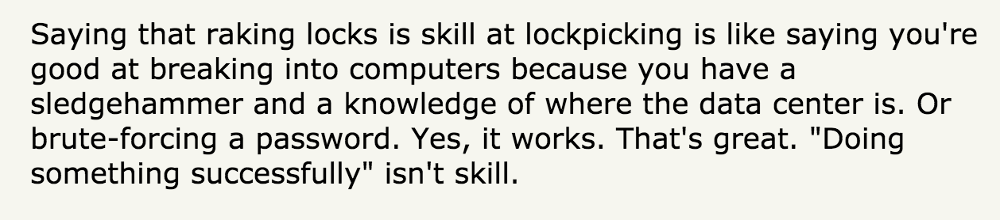 Saying that raking locks is skill at lockpicking is like saying you're
good at breaking into computers because you have a
sledgehammer and a knowledge of where the data center is. Or
brute-forcing a password. Yes, it works. That's great. "Doing
something successfully" isn't skill.